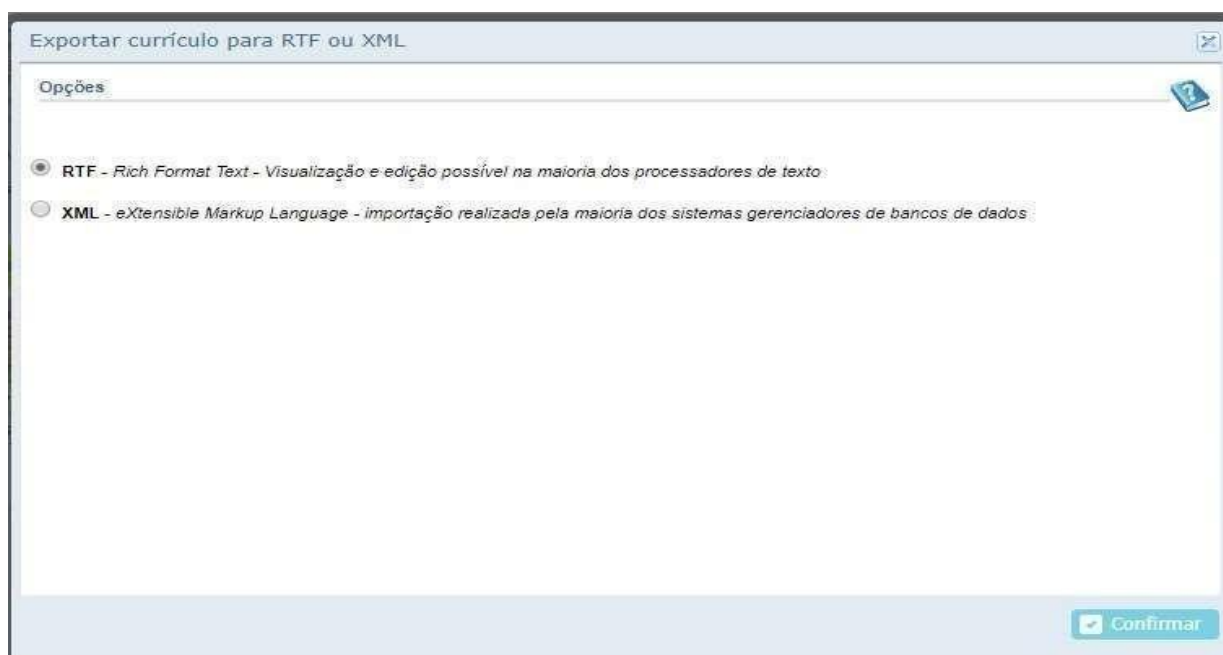 Exportar currículo para RTF ou XML
Opções
RTF - Rich Format Text - Visualização e edição possível na maioria dos processadores de texto
XML - eXtensible Markup Language - importação realizada pela maioria dos sistemas gerenciadores de bancos de dados
Confirmar